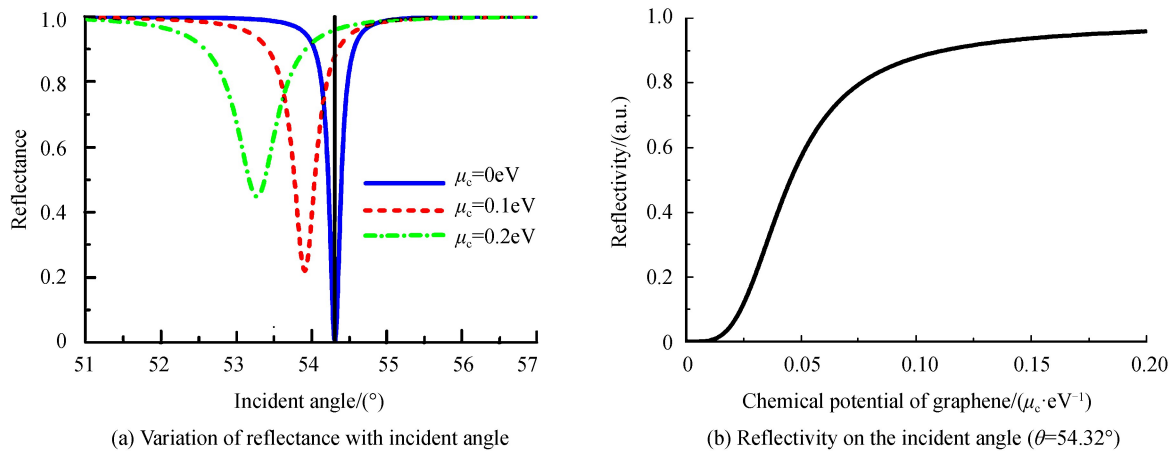 1.0
0.8
0.6
0.4
0.2
0
Reflectance
51 52 53 54 55 56 57
Incident angle/(°)
μc=0eV
μc=0.1eV
μc=0.2eV
(a) Variation of reflectance with incident angle
1.0
0.8
0.6
0.4
0.2
0
Reflectivity/(a.u.)
0 0.05 0.10 0.15 0.20
Chemical potential of graphene/(μc·eV⁻¹)
(b) Reflectivity on the incident angle (θ=54.32°)